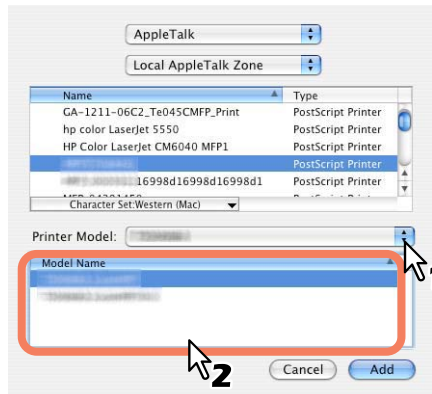 AppleTalk
Local AppleTalk Zone
Name Type
GA-1211-06C2_Te045CMFP_Print PostScript Printer
hp color LaserJet 5550 PostScript Printer
HP Color LaserJet CM6040 MFP1 PostScript Printer
PostScript Printer
16998d16998d16998d1 PostScript Printer
Character Set:Western (Mac)
Printer Model:
1
Model Name
2
Cancel Add